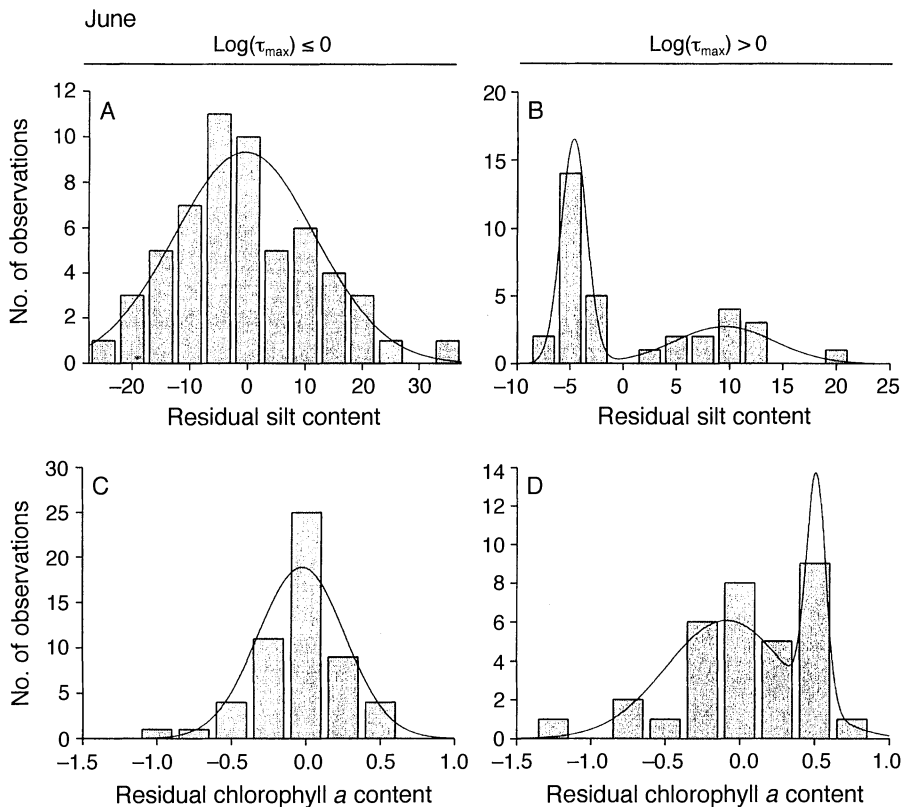 June
Log(τmax) ≤ 0
Log(τmax) > 0
A
No. of observations
12
10
8
6
4
2
0
−20 −10 0 10 20 30
Residual silt content
B
20
15
10
5
0
−10 −5 0 5 10 15 20 25
Residual silt content
C
No. of observations
30
25
20
15
10
5
0
−1.5 −1.0 −0.5 0.0 0.5 1.0
Residual chlorophyll a content
D
14
12
10
8
6
4
2
0
−1.5 −1.0 −0.5 0.0 0.5 1.0
Residual chlorophyll a content